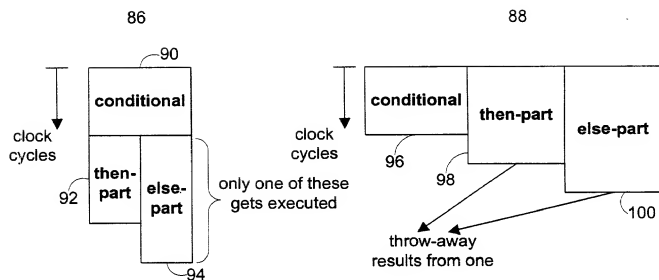 86
90
conditional
clock
cycles
92
then-
part
else-
part
only one of these
gets executed
94
88
conditional
then-part
else-part
clock
cycles
96
98
100
throw-away
results from one